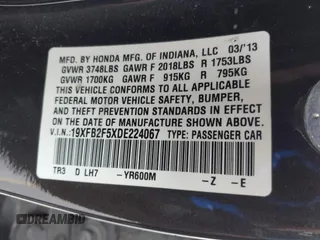 MFD. BY HONDA MFG. OF INDIANA, LLC 03/'13
GVWR 3748LBS GAWR F 2018LBS R 1753LBS
GVWR 1700KG GAWR F 915KG R 795KG
THIS VEHICLE CONFORMS TO ALL APPLICABLE
FEDERAL MOTOR VEHICLE SAFETY, BUMPER,
AND THEFT PREVENTION STANDARDS IN EFFECT
ON THE DATE OF MANUFACTURE SHOWN ABOVE.
V.I.N.: 19XFB2F5XDE224067 TYPE: PASSENGER CAR
TR3 D LH7 -YR600M -Z -E
DREAMBID